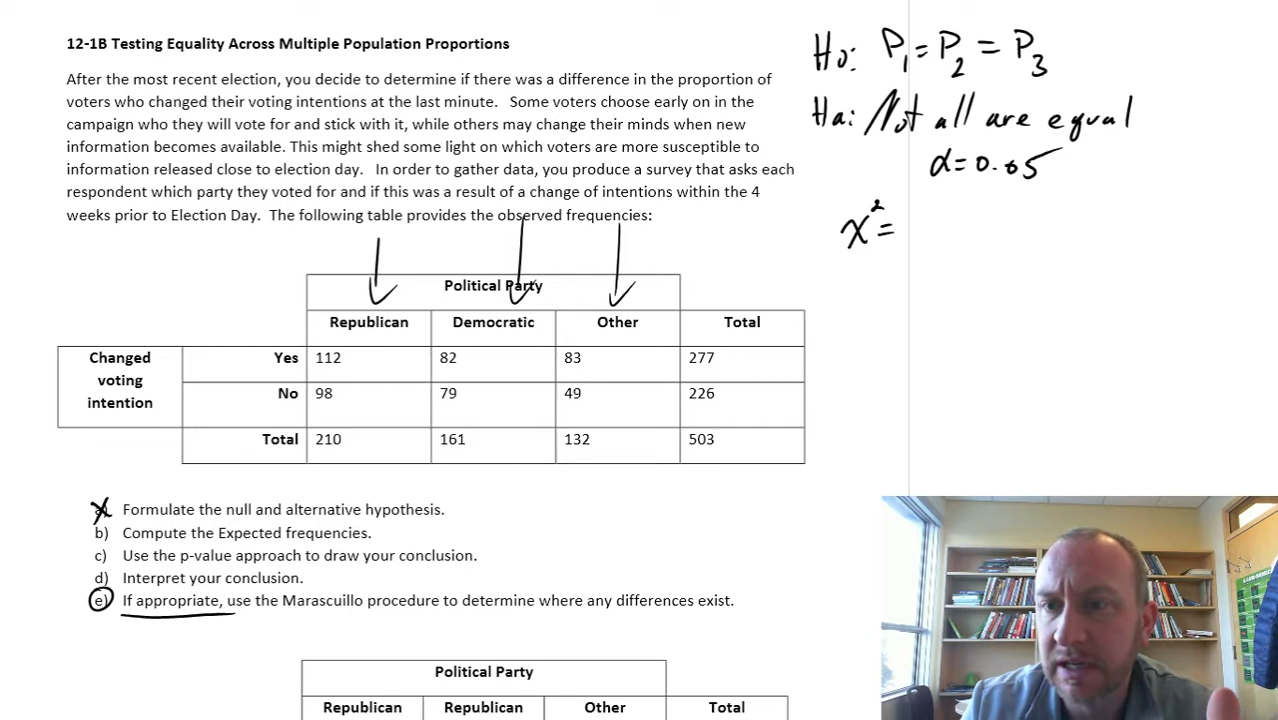 12-1B Testing Equality Across Multiple Population Proportions
After the most recent election, you decide to determine if there was a difference in the proportion of
voters who changed their voting intentions at the last minute. Some voters choose early on in the
campaign who they will vote for and stick with it, while others may change their minds when new
information becomes available. This might shed some light on which voters are more susceptible to
information released close to election day. In order to gather data, you produce a survey that asks each
respondent which party they voted for and if this was a result of a change of intentions within the 4
weeks prior to Election Day. The following table provides the observed frequencies:
Ho: P1 = P2 = P3
Ha: Not all are equal
α = 0.05
χ² =
Political Party
Republican Democratic Other Total
Changed voting intention
Yes 112 82 83 277
No 98 79 49 226
Total 210 161 132 503
a) Formulate the null and alternative hypothesis.
b) Compute the Expected frequencies.
c) Use the p-value approach to draw your conclusion.
d) Interpret your conclusion.
e) If appropriate, use the Marascuillo procedure to determine where any differences exist.
Political Party
Republican Republican Other Total